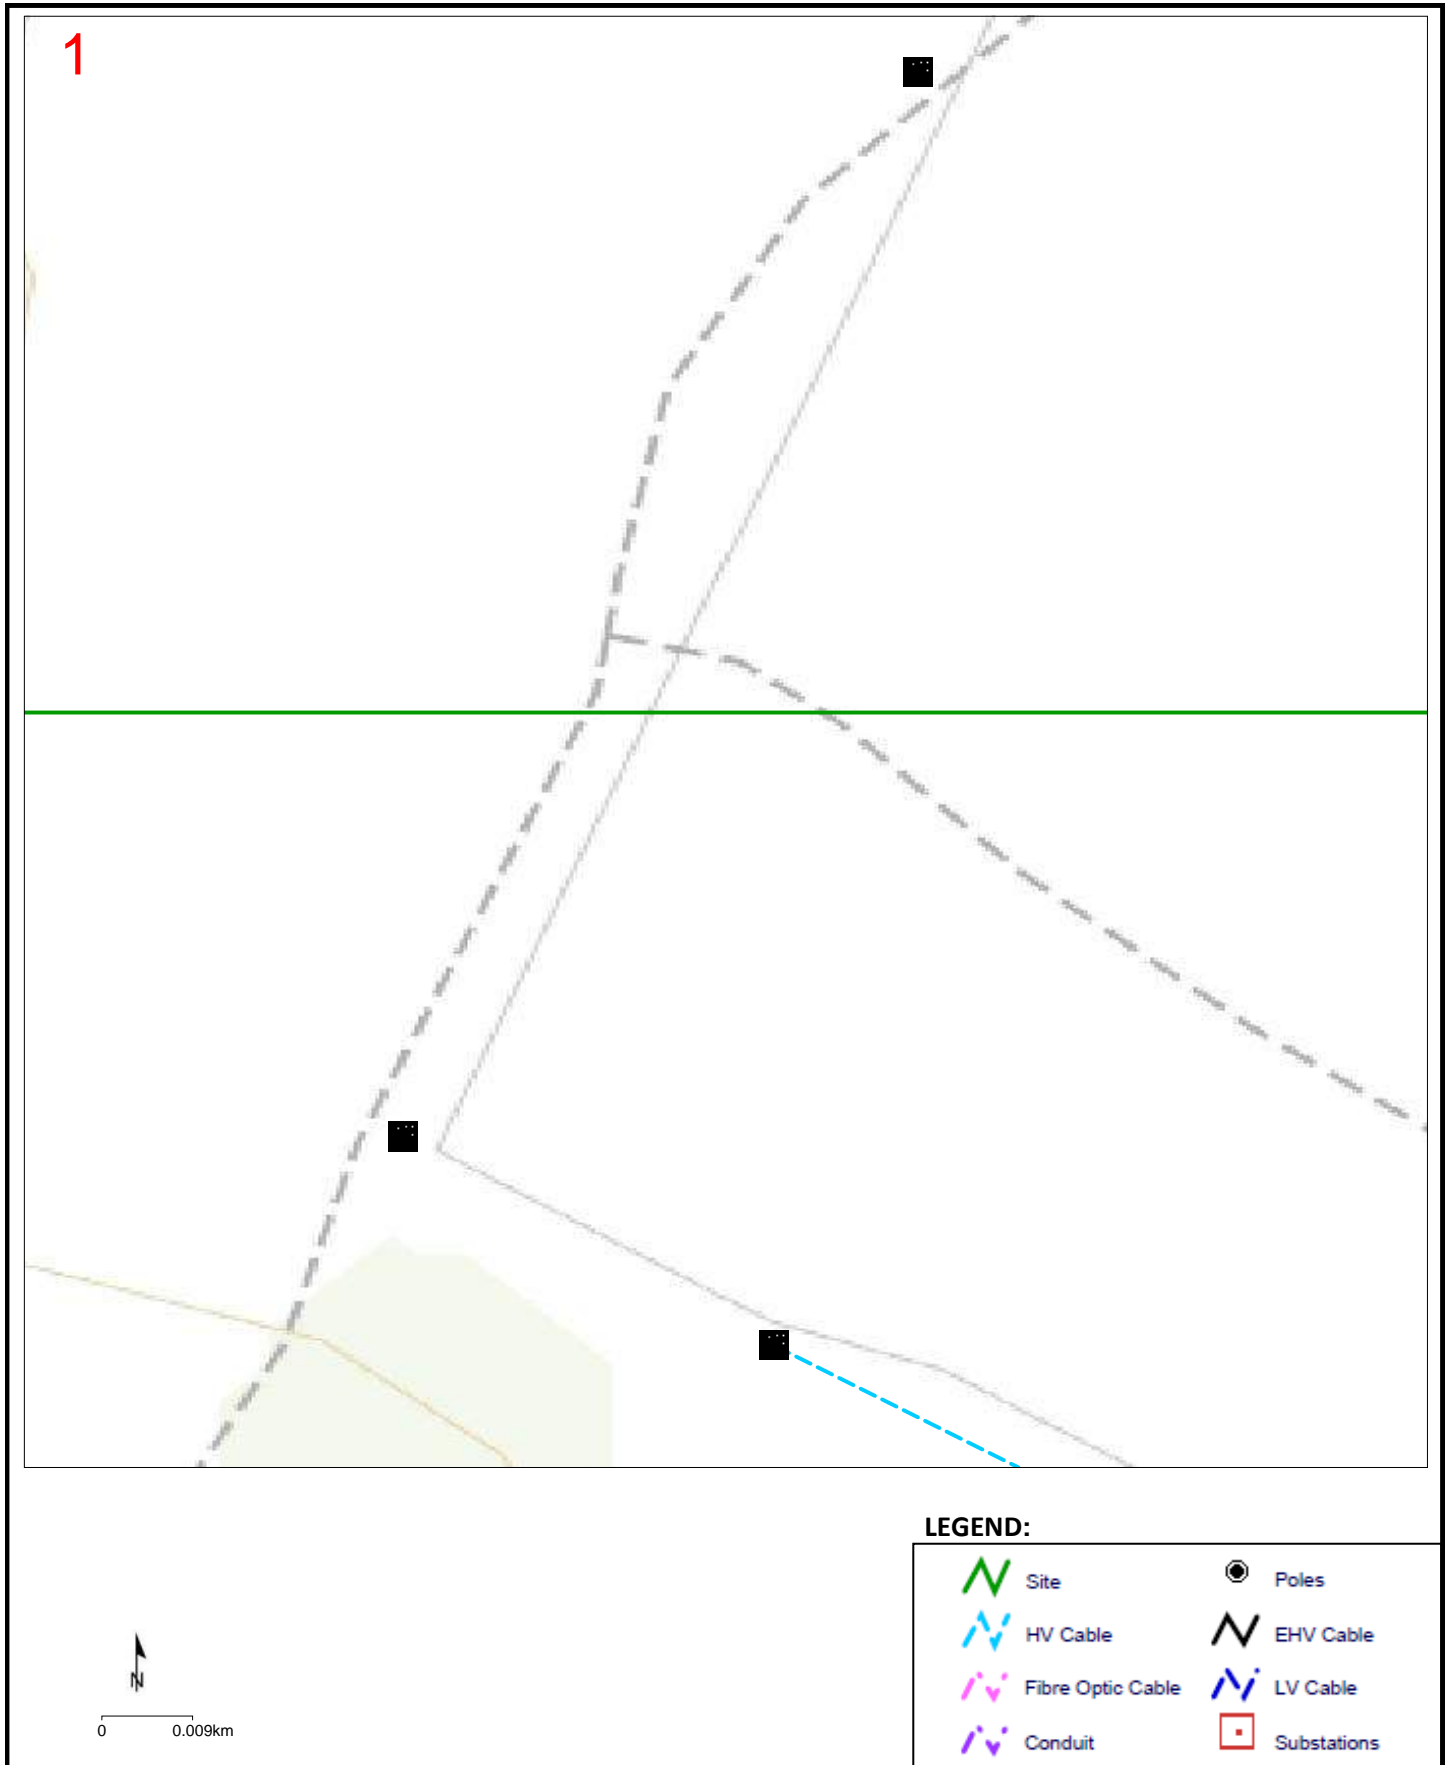 1
LEGEND:
Site
Poles
HV Cable
EHV Cable
Fibre Optic Cable
LV Cable
Conduit
Substations
N
0 0.009km